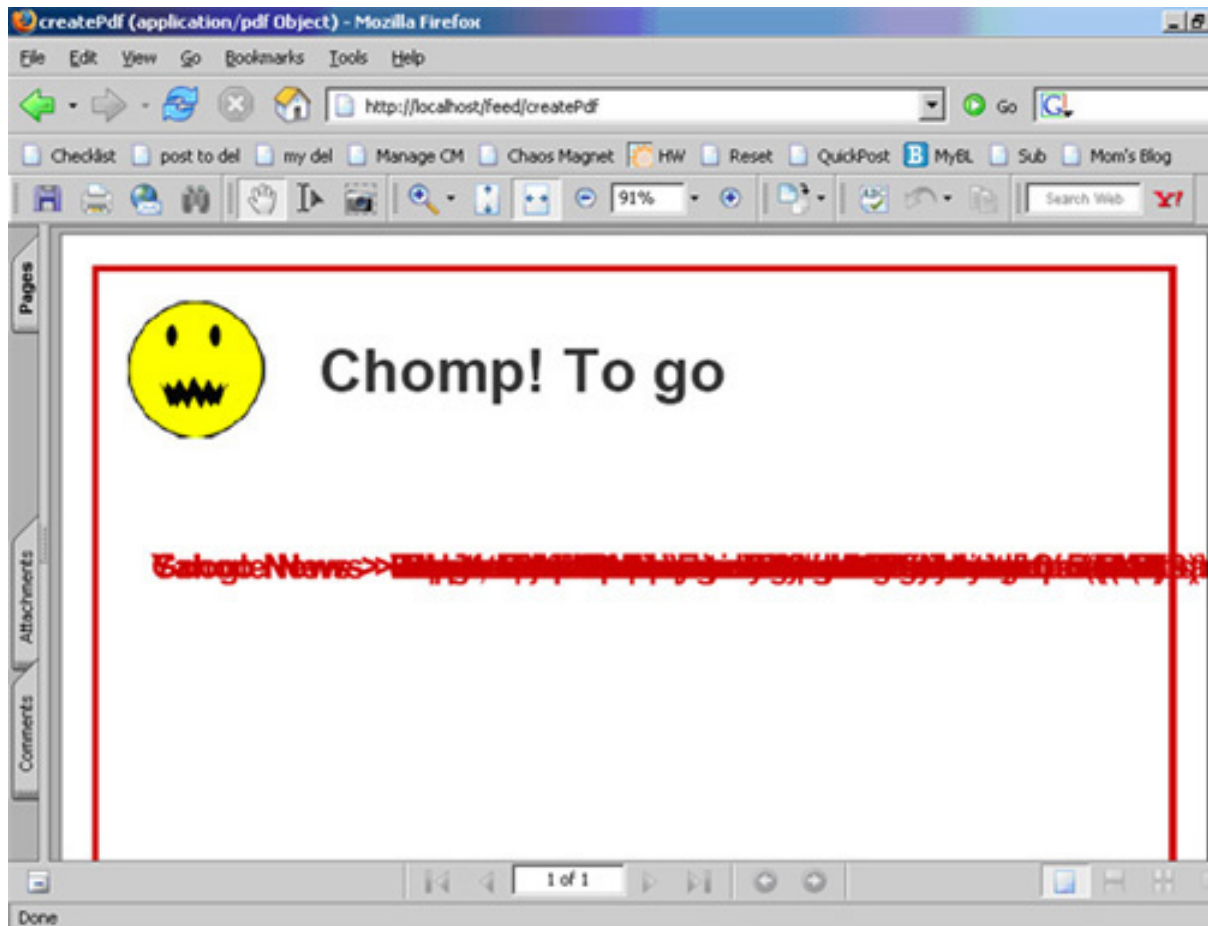 createPdf (application/pdf Object) - Mozilla Firefox
File Edit View Go Bookmarks Tools Help
http://localhost/feed/createPdf Go G
Checklist post to del my del Checklist CM Chaos Magnet HW Reset QuickPost B MyBL Sub Mom's Blog
91% Search Web Y!
Pages
Chomp! To go
Attachments
News >>
Comments
1 of 1
Done